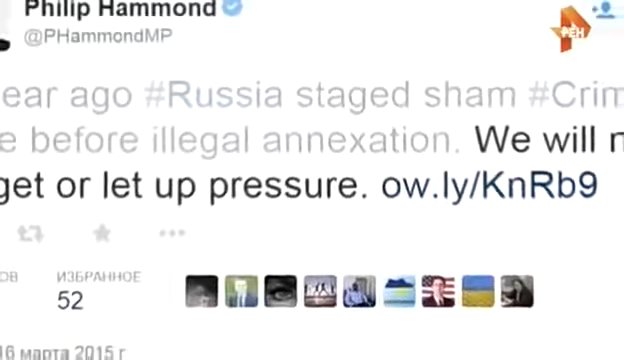 Philip Hammond
@PHammondMP
РЕН
ear ago #Russia staged sham #Crim
e before illegal annexation. We will n
get or let up pressure. ow.ly/KnRb9
ОВ ИЗБРАННОЕ
52
16 марта 2015 г